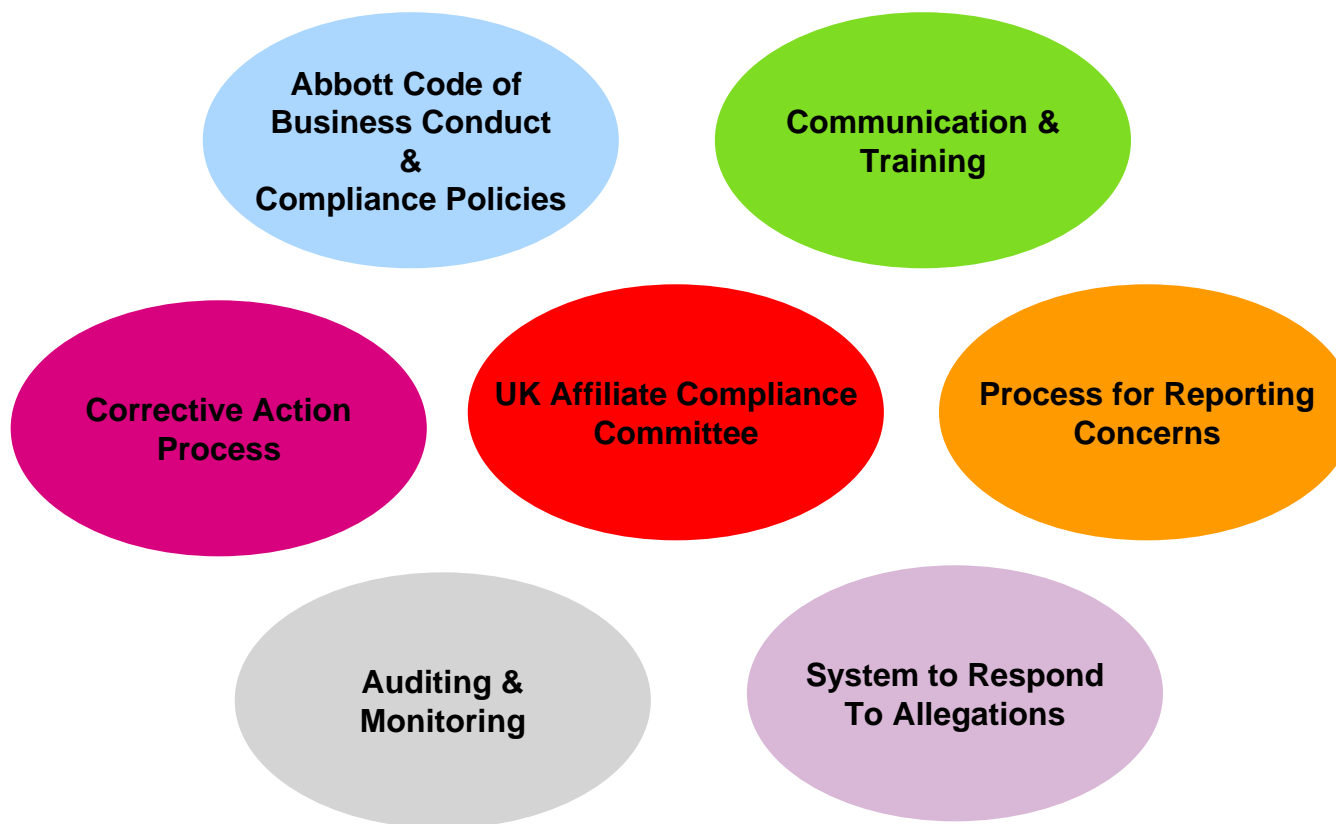 Abbott Code of
Business Conduct
&
Compliance Policies
Communication &
Training
Corrective Action
Process
UK Affiliate Compliance
Committee
Process for Reporting
Concerns
Auditing &
Monitoring
System to Respond
To Allegations